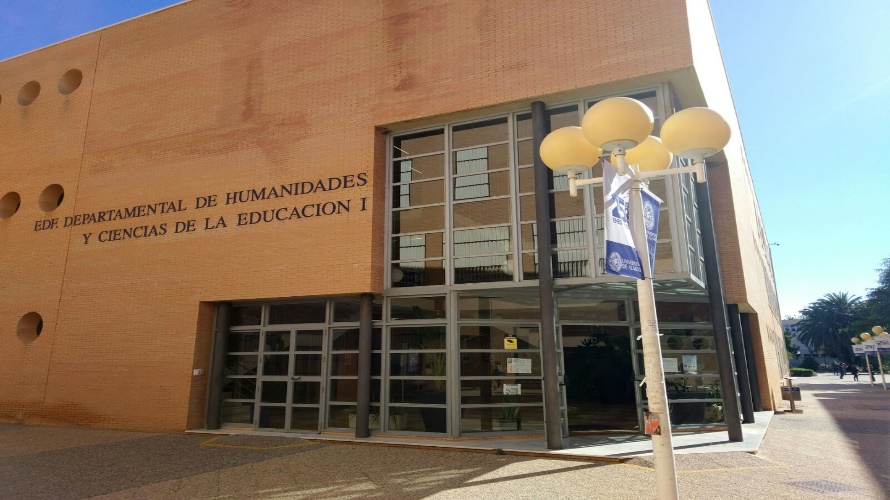 EDF DEPARTAMENTAL DE HUMANIDADES
Y CIENCIAS DE LA EDUCACION I